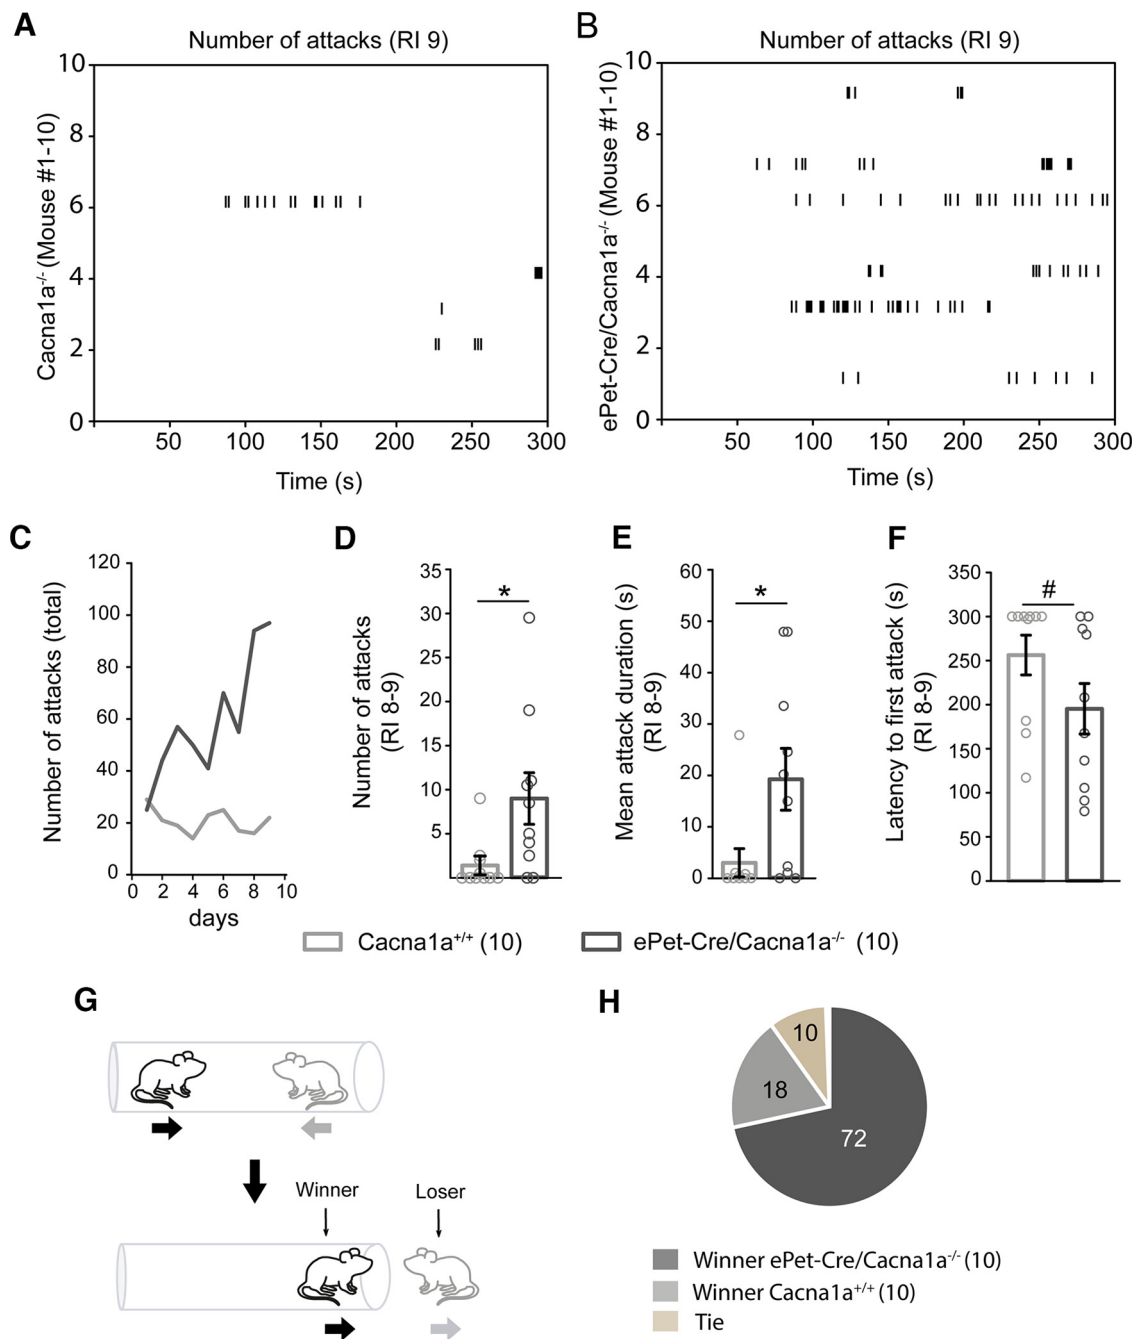 A
Number of attacks (RI 9)
Cacna1a-/- (Mouse #1-10)
10
8
6
4
2
0
50 100 150 200 250 300
Time (s)
B
Number of attacks (RI 9)
ePet-Cre/Cacna1a-/- (Mouse #1-10)
10
8
6
4
2
0
50 100 150 200 250 300
Time (s)
C
Number of attacks (total)
120
100
80
60
40
20
0
0 2 4 6 8 10
days
D
Number of attacks
(RI 8-9)
35
30
25
20
15
10
5
*
E
Mean attack duration (s)
(RI 8-9)
60
50
40
30
20
10
0
*
F
Latency to first attack (s)
(RI 8-9)
350
300
250
200
150
100
50
0
#
Cacna1a+/+ (10)
ePet-Cre/Cacna1a-/- (10)
G
Winner Loser
H
10
18
72
Winner ePet-Cre/Cacna1a-/- (10)
Winner Cacna1a+/+ (10)
Tie